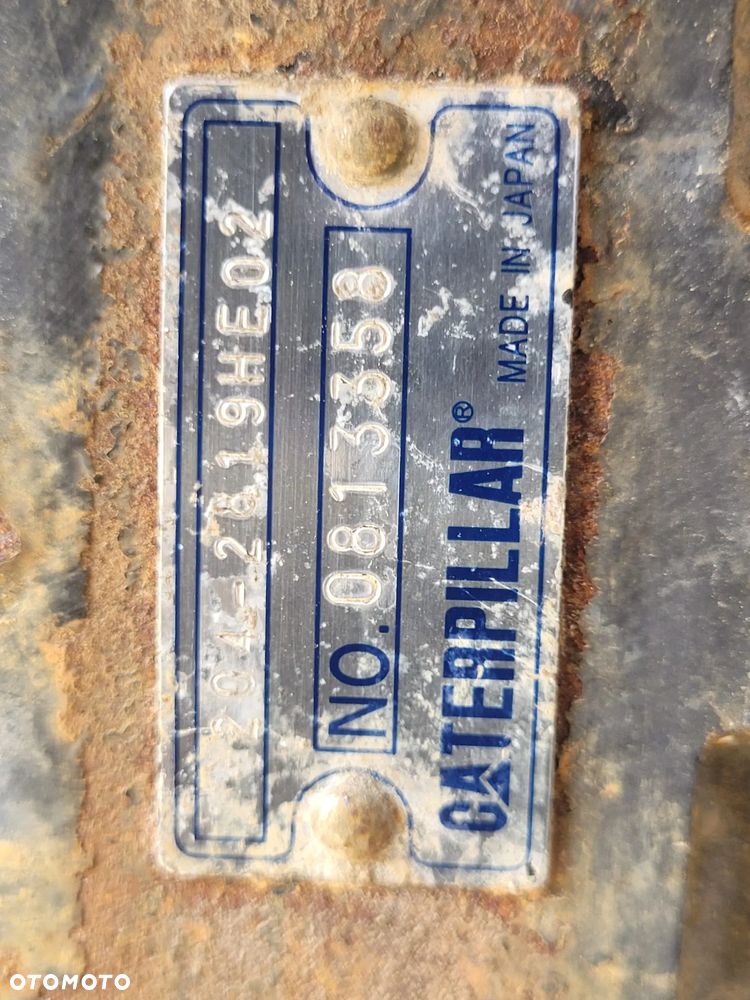 204-2819HE02
NO. 0813358
CATERPILLAR®
MADE IN JAPAN
OTOMOTO